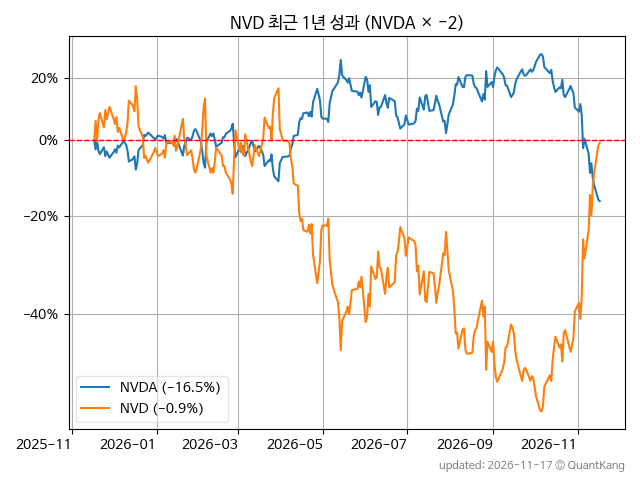 NVD 최근 1년 성과 (NVDA × −2)
20%
0%
−20%
−40%
NVDA (−16.5%)
NVD (−0.9%)
2025−11
2026−01
2026−03
2026−05
2026−07
2026−09
2026−11
updated: 2026−11−17 © QuantKang